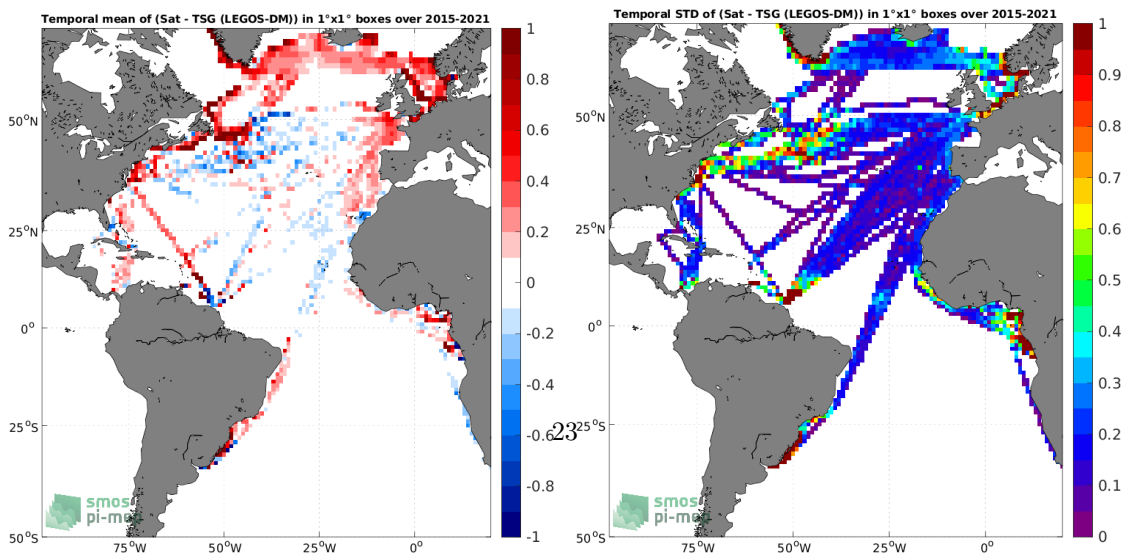 Temporal mean of (Sat - TSG (LEGOS-DM)) in 1°x1° boxes over 2015-2021
50°N
25°N
0°
25°S
50°S
75°W
50°W
25°W
0°
1
0.8
0.6
0.4
0.2
0
-0.2
-0.4
-0.6
-0.8
-1
smos
pi-mep
23
Temporal STD of (Sat - TSG (LEGOS-DM)) in 1°x1° boxes over 2015-2021
50°N
25°N
0°
25°S
50°S
75°W
50°W
25°W
0°
1
0.9
0.8
0.7
0.6
0.5
0.4
0.3
0.2
0.1
0
smos
pi-mep